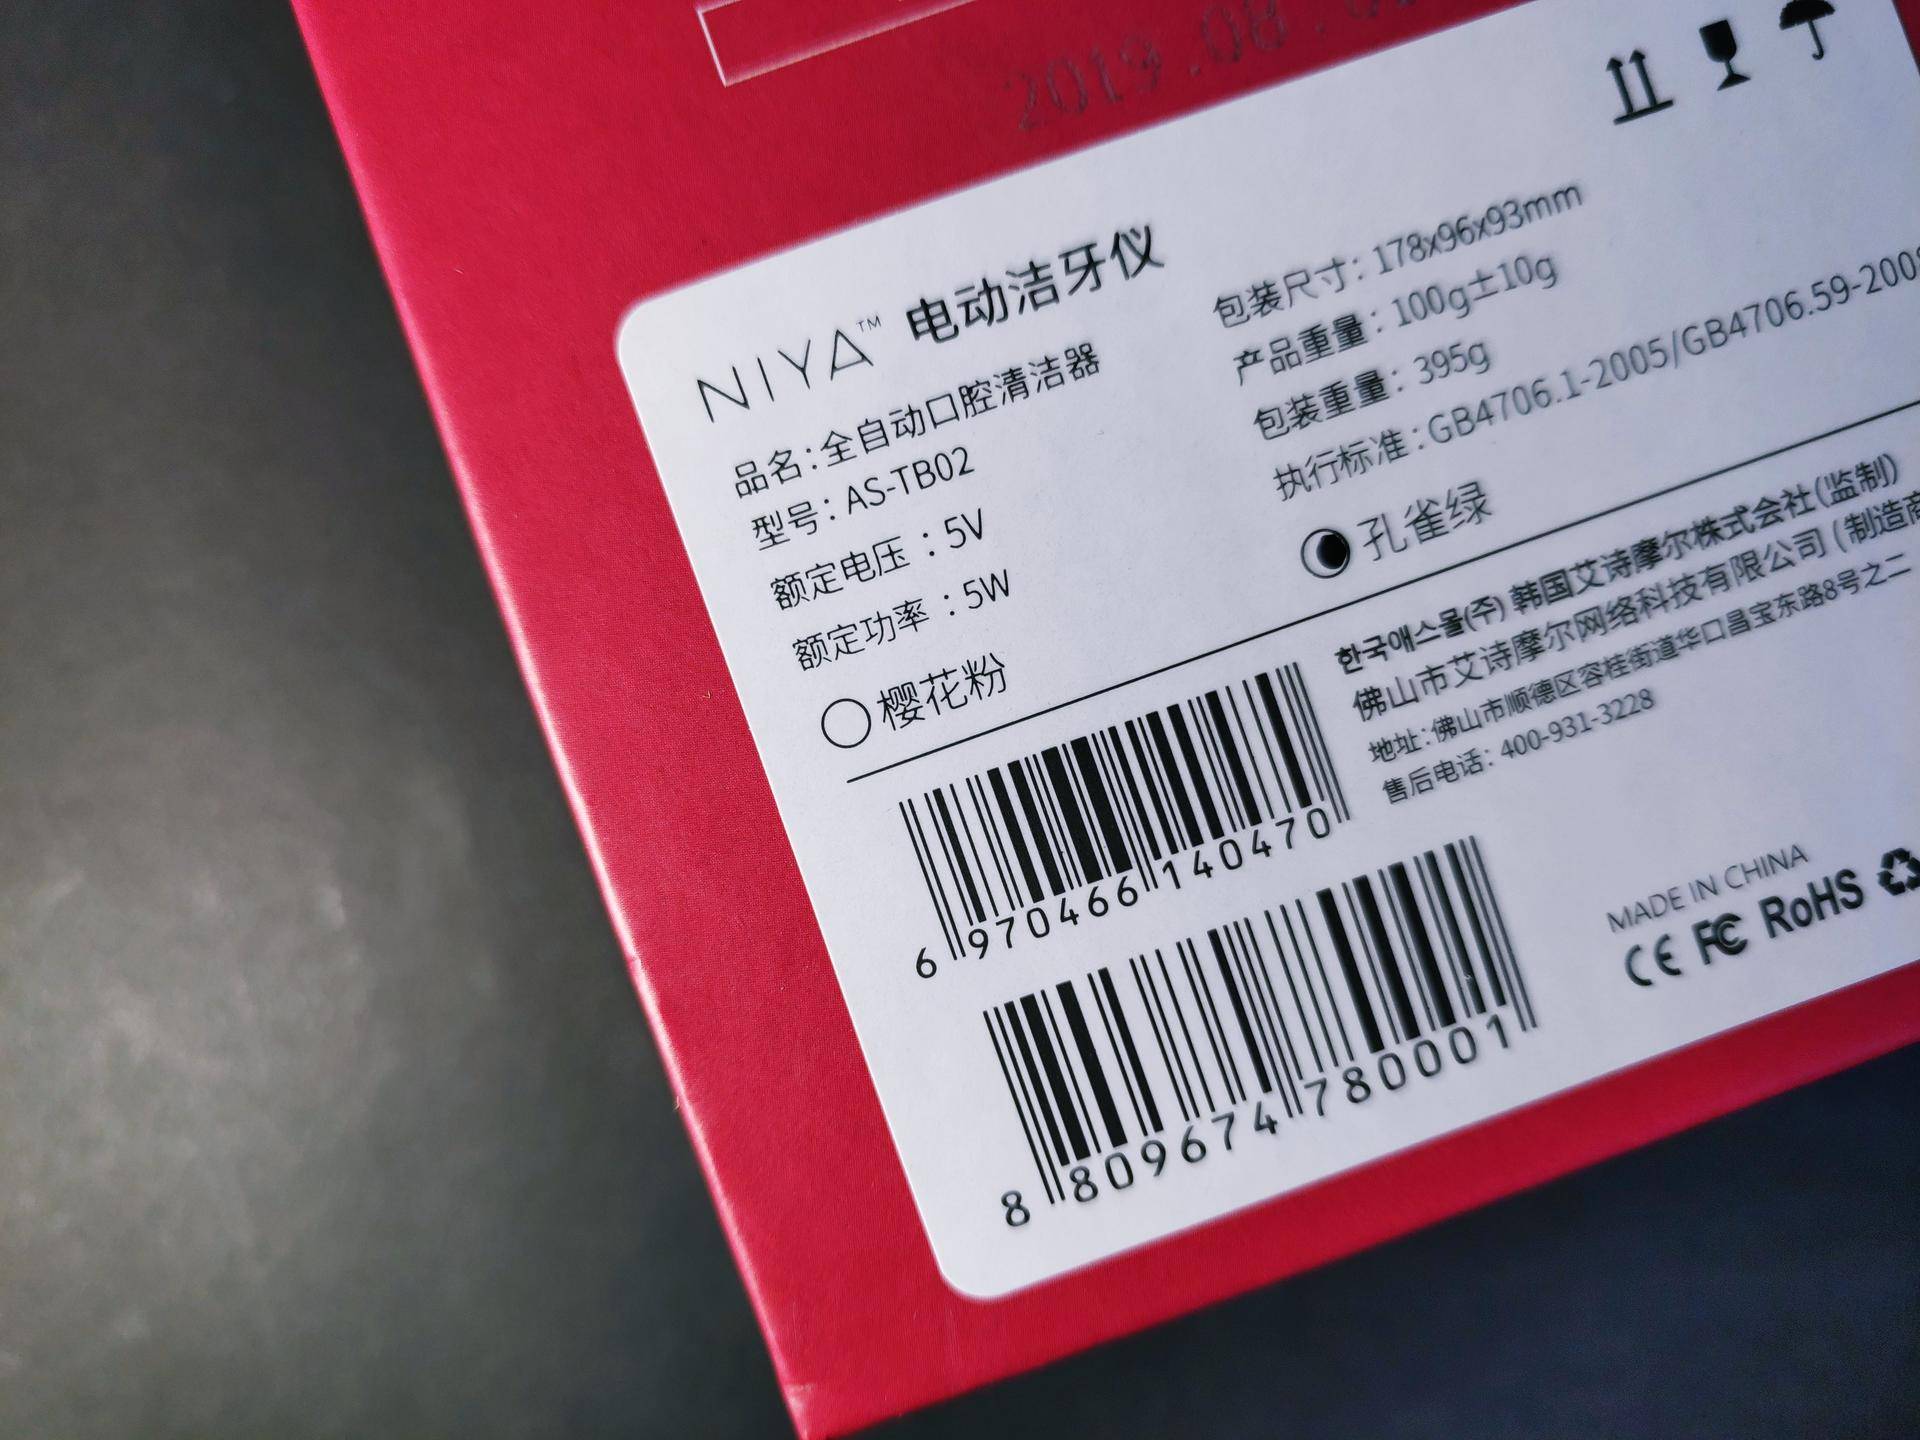 2019.08.0
NIYA™ 电动洁牙仪
品名:全自动口腔清洁器
型号: AS-TB02
额定电压 : 5V
额定功率 : 5W
樱花粉
包装尺寸: 178x96x93mm
产品重量: 100g±10g
包装重量: 395g
执行标准: GB4706.1-2005/GB4706.59-2008
孔雀绿
한국애스몰(주) 韩国艾诗摩尔株式会社(监制)
佛山市艾诗摩尔网络科技有限公司 (制造商
地址:佛山市顺德区容桂街道华口昌宝东路8号之二
售后电话: 400-931-3228
6 970466 140470
8 809674 780001
MADE IN CHINA
CE FC RoHS